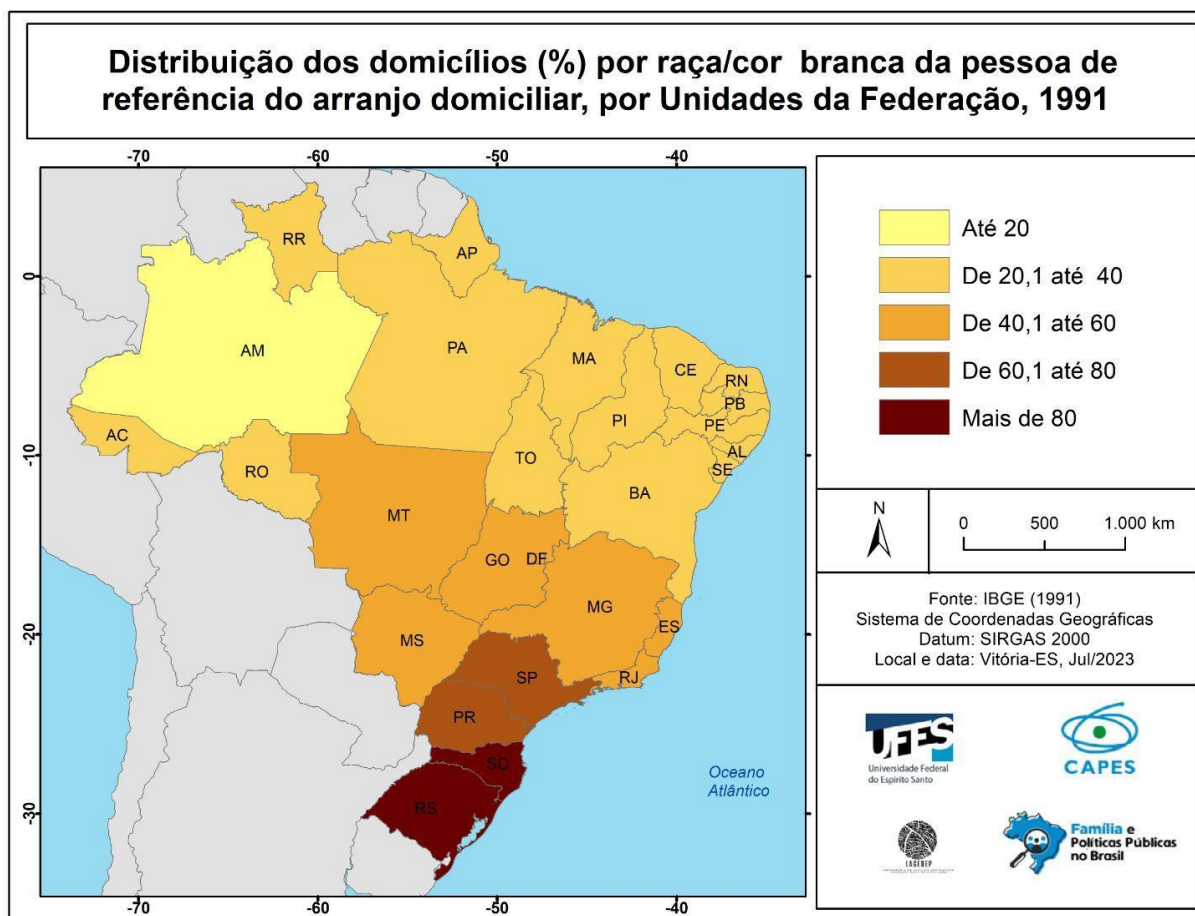 Distribuição dos domicílios (%) por raça/cor branca da pessoa de
referência do arranjo domiciliar, por Unidades da Federação, 1991
-70
-60
-50
-40
RR
AP
0
AM
PA
MA
CE
RN
PB
PI
PE
AC
AL
-10
RO
TO
SE
BA
MT
GO
DF
MG
MS
ES
-20
SP
RJ
PR
SC
RS
-30
Oceano
Atlântico
-70
-60
-50
-40
Até 20
De 20,1 até 40
De 40,1 até 60
De 60,1 até 80
Mais de 80
N
0
500
1.000 km
Fonte: IBGE (1991)
Sistema de Coordenadas Geográficas
Datum: SIRGAS 2000
Local e data: Vitória-ES, Jul/2023
UFES
Universidade Federal
do Espírito Santo
CAPES
LAGEDEP
Família e
Políticas Públicas
no Brasil